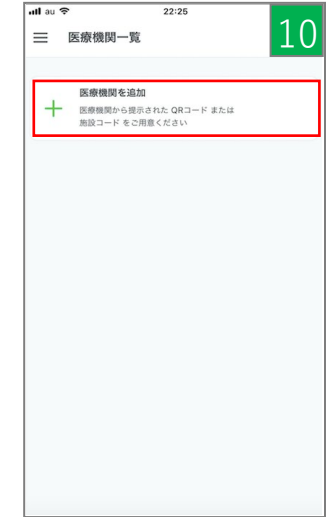 au 22:25
10
医療機関一覧
医療機関を追加
医療機関から提示された QRコード または
施設コード をご用意ください